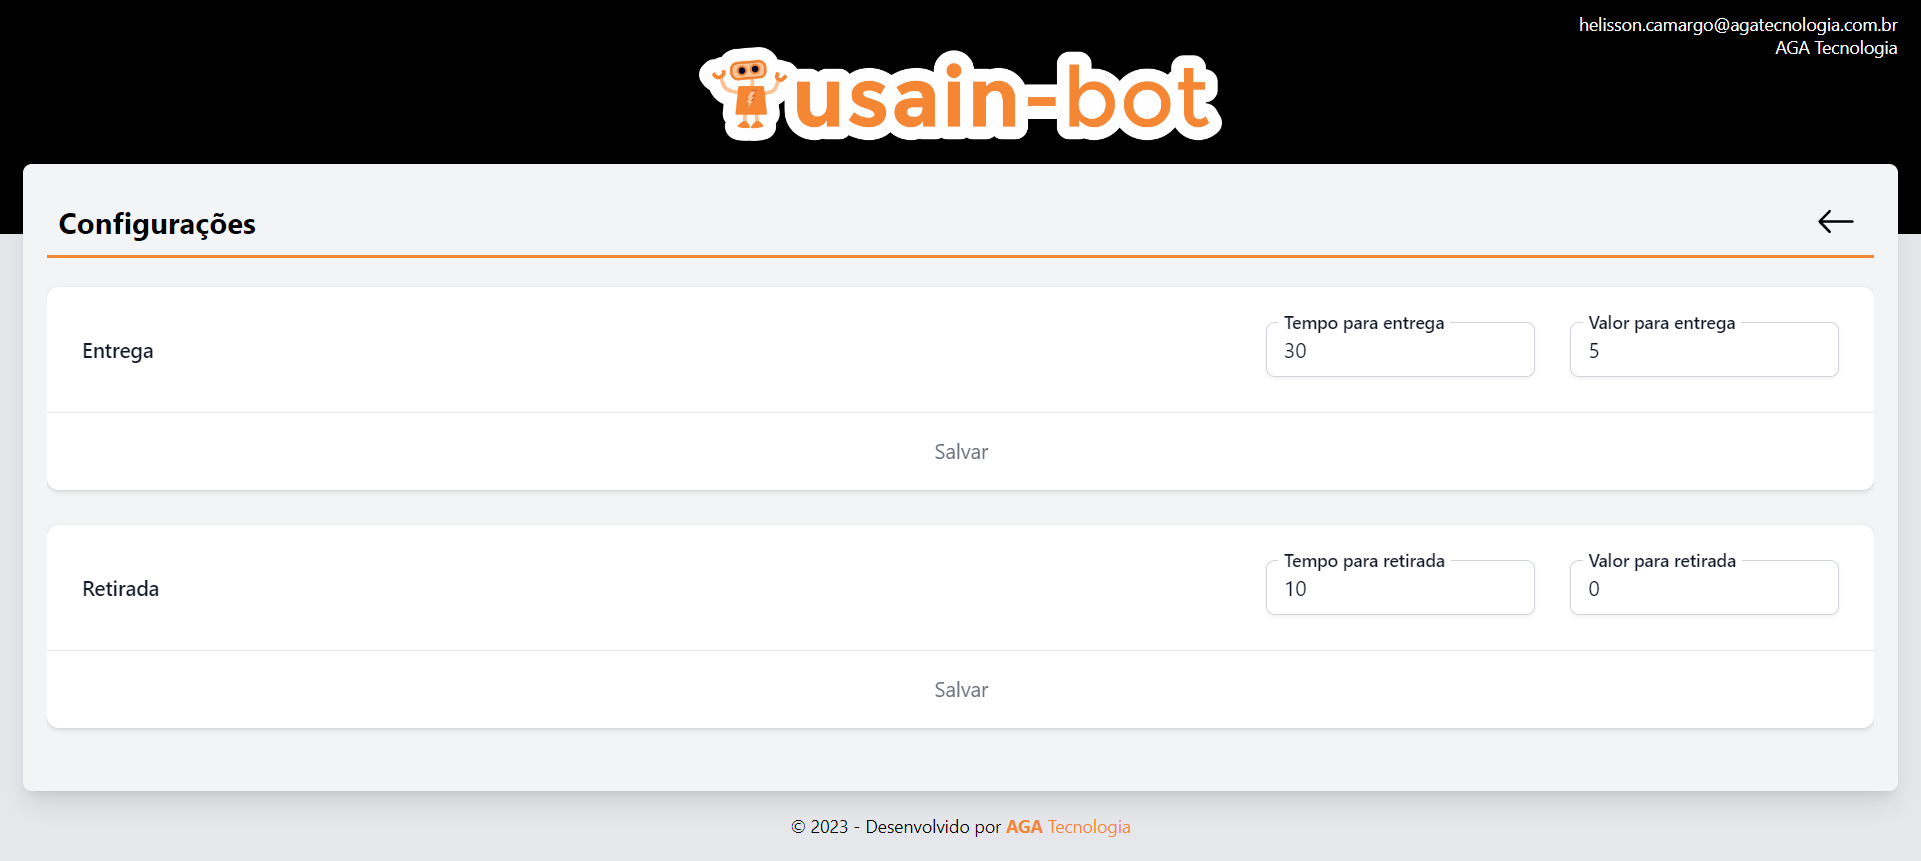 helisson.camargo@agatecnologia.com.br
AGA Tecnologia
usain-bot
Configurações
Entrega
Tempo para entrega
30
Valor para entrega
5
Salvar
Retirada
Tempo para retirada
10
Valor para retirada
0
Salvar
© 2023 - Desenvolvido por AGA Tecnologia